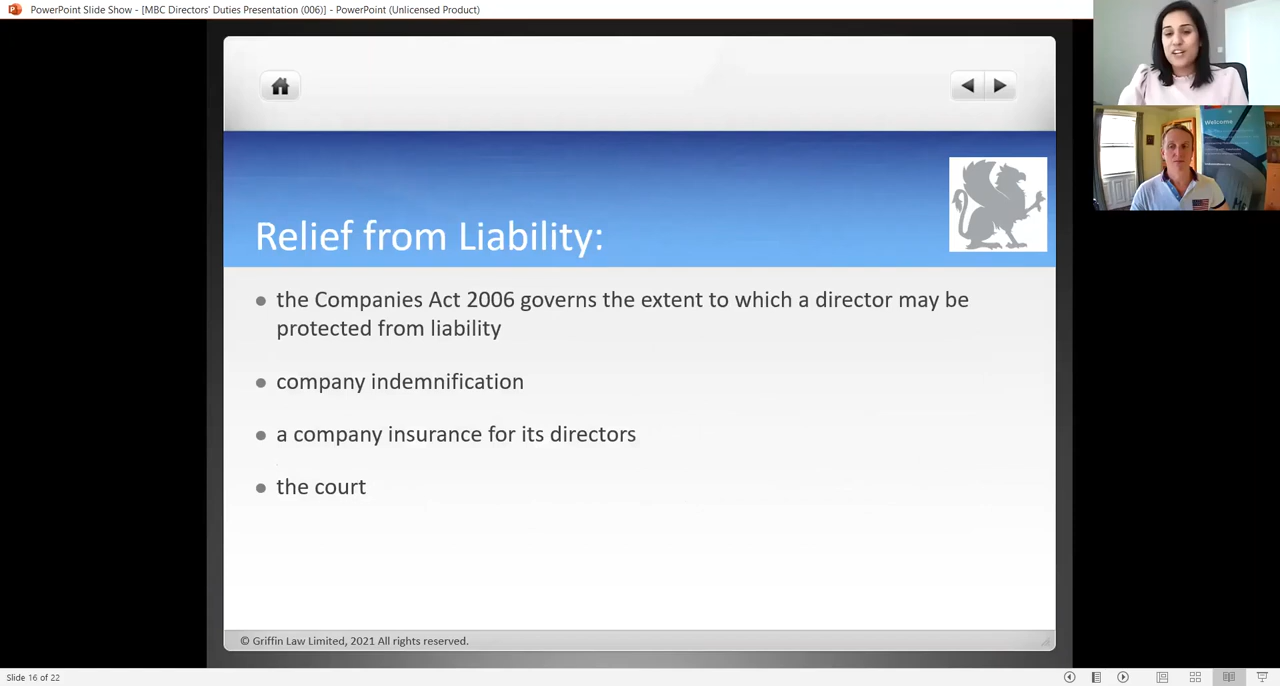 PowerPoint Slide Show - [MBC Directors' Duties Presentation (006)] - PowerPoint (Unlicensed Product)
Welcome
Relief from Liability:
● the Companies Act 2006 governs the extent to which a director may be
protected from liability
● company indemnification
● a company insurance for its directors
● the court
© Griffin Law Limited, 2021 All rights reserved.
Slide 16 of 22